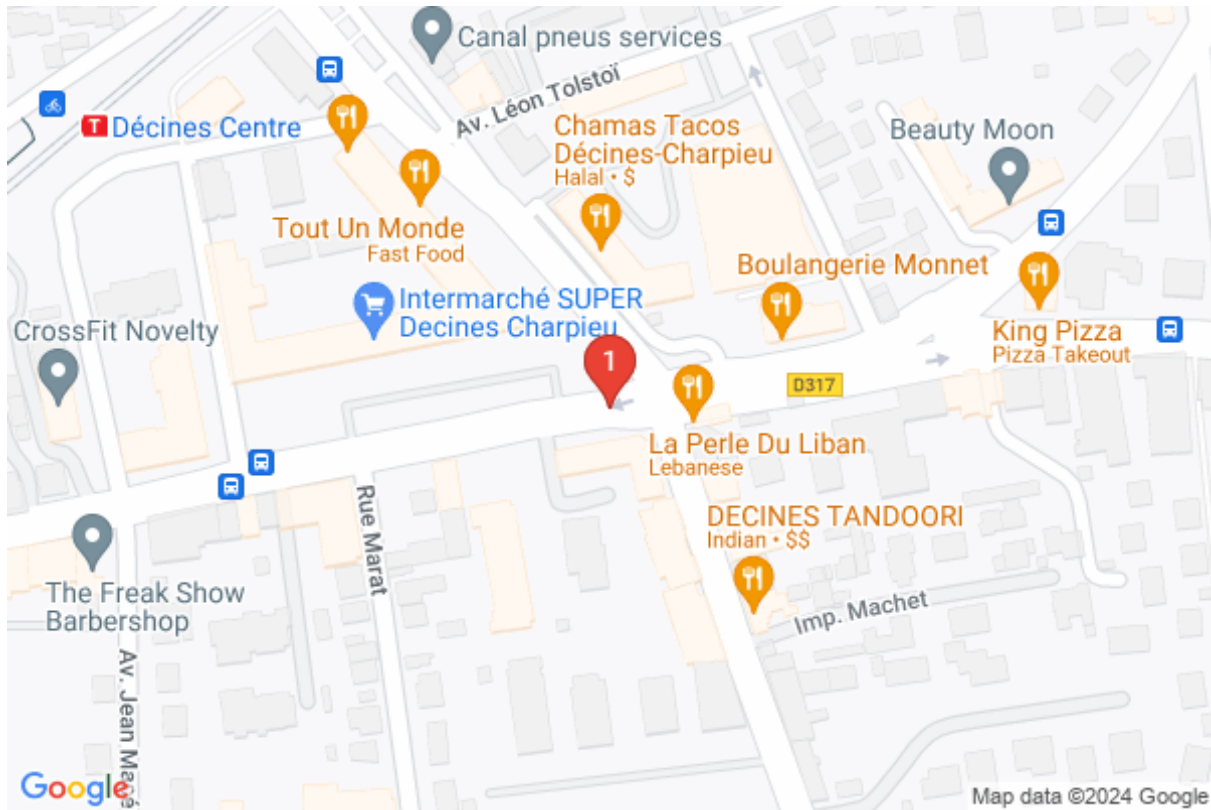 Canal pneus services
Av. Léon Tolstoï
T Décines Centre
Chamas Tacos
Décines-Charpieu
Halal • $
Beauty Moon
Tout Un Monde
Fast Food
Boulangerie Monnet
Intermarché SUPER
Decines Charpieu
CrossFit Novelty
King Pizza
Pizza Takeout
1
D317
La Perle Du Liban
Lebanese
Rue Marat
DECINES TANDOORI
Indian • $$
The Freak Show
Barbershop
Imp. Machet
Av. Jean Macé
Google
Map data ©2024 Google